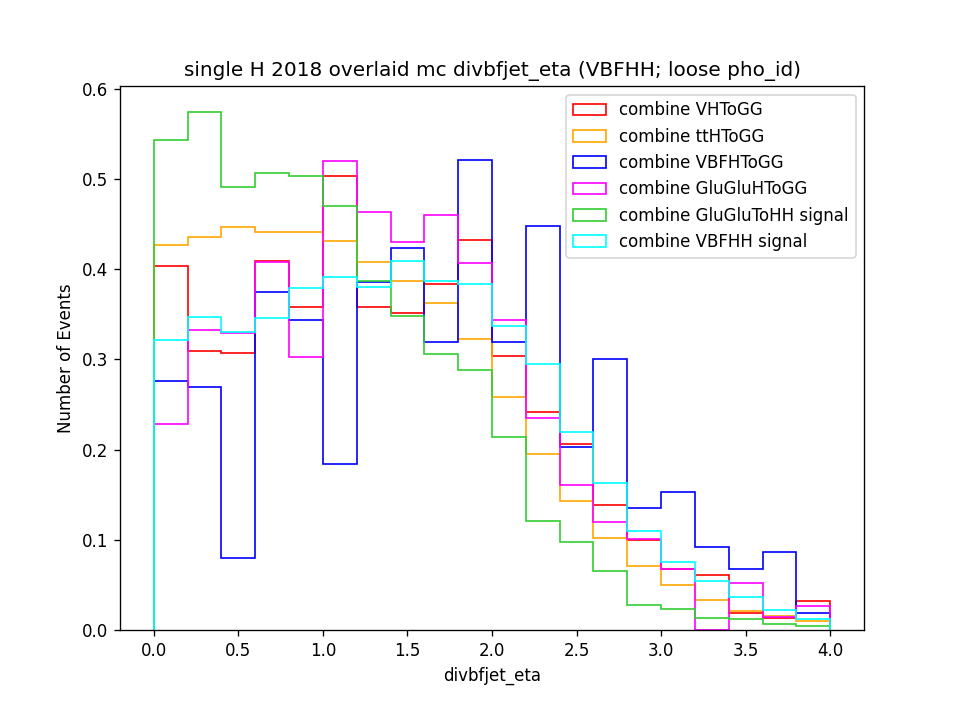 single H 2018 overlaid mc divbfjet_eta (VBFHH; loose pho_id)
combine VHToGG
combine ttHToGG
combine VBFHToGG
combine GluGluHToGG
combine GluGluToHH signal
combine VBFHH signal
Number of Events
0.6
0.5
0.4
0.3
0.2
0.1
0.0
0.0 0.5 1.0 1.5 2.0 2.5 3.0 3.5 4.0
divbfjet_eta